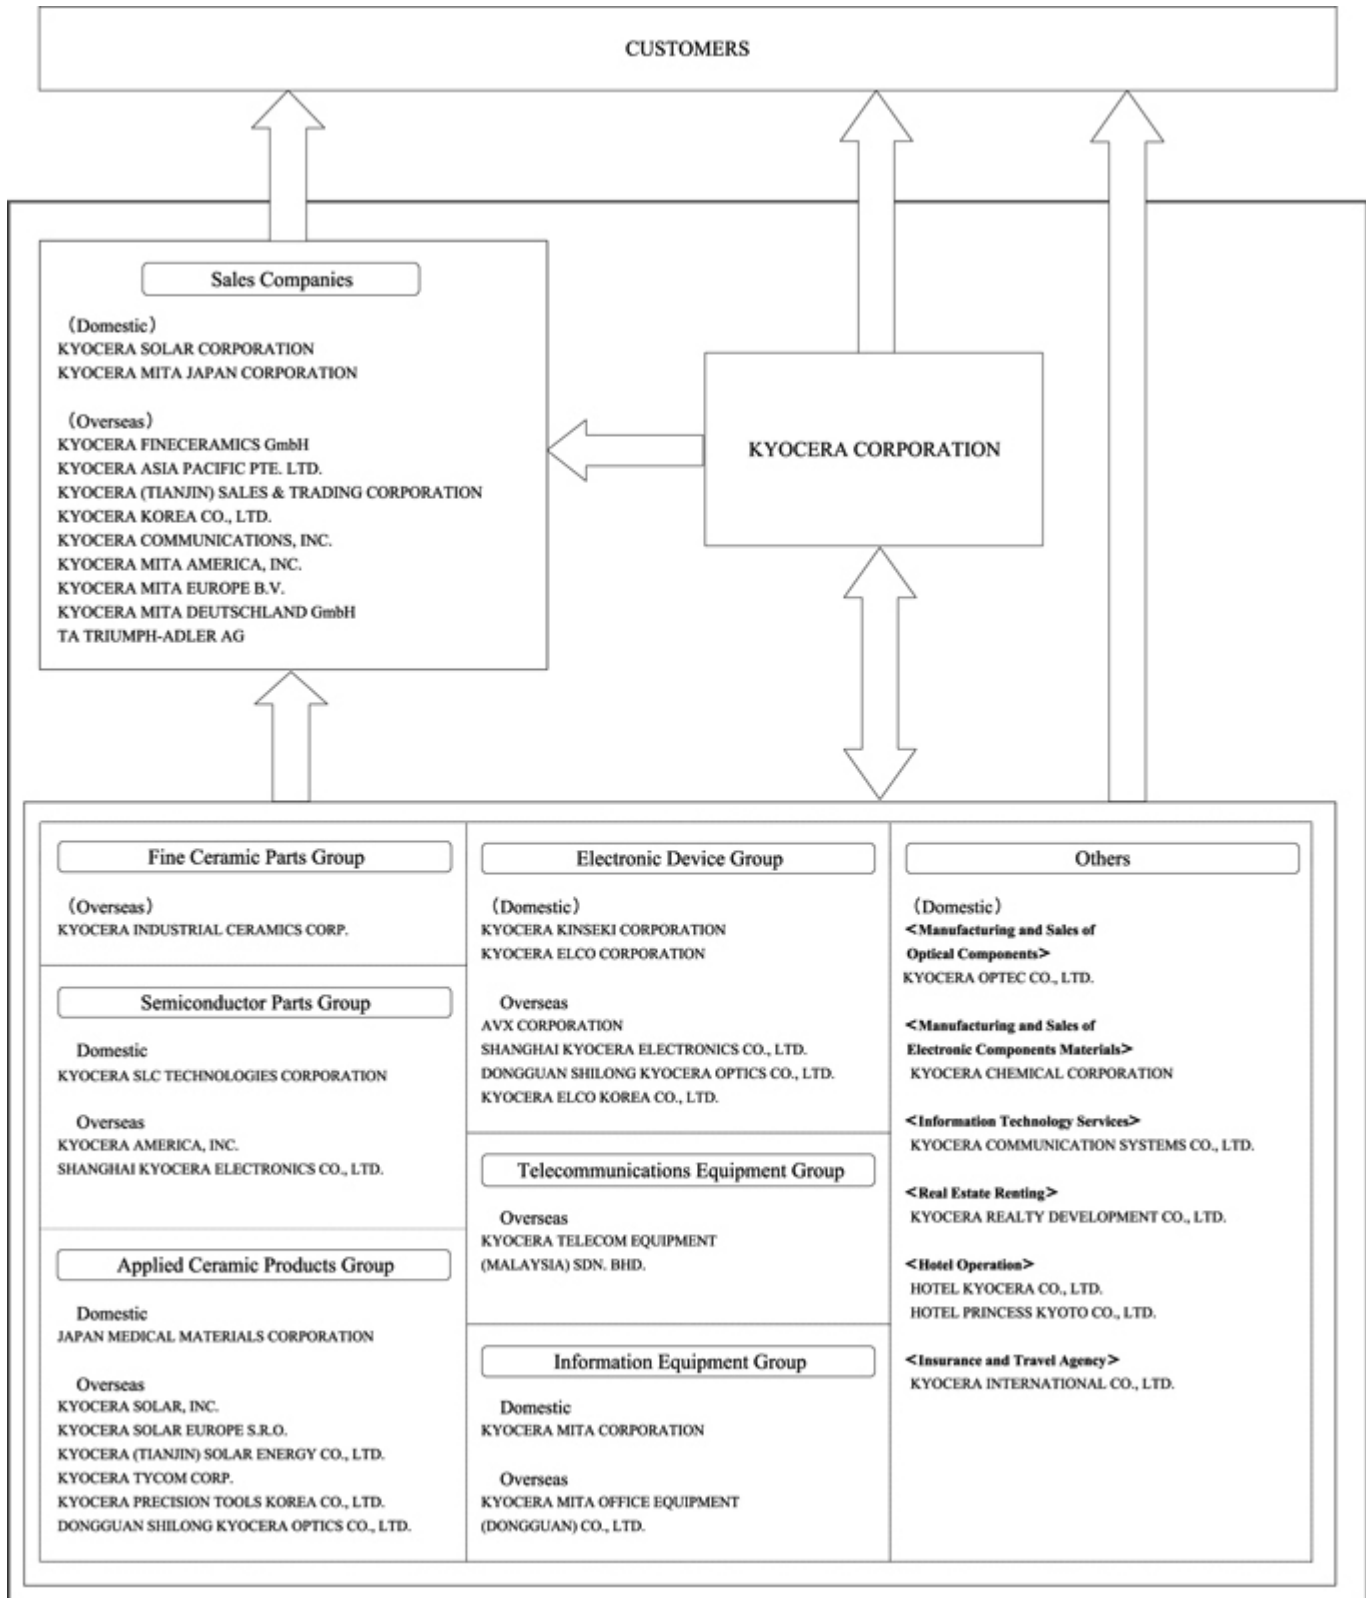 CUSTOMERS
Sales Companies
(Domestic)
KYOCERA SOLAR CORPORATION
KYOCERA MITA JAPAN CORPORATION
(Overseas)
KYOCERA FINECERAMICS GmbH
KYOCERA ASIA PACIFIC PTE. LTD.
KYOCERA (TIANJIN) SALES & TRADING CORPORATION
KYOCERA KOREA CO., LTD.
KYOCERA COMMUNICATIONS, INC.
KYOCERA MITA AMERICA, INC.
KYOCERA MITA EUROPE B.V.
KYOCERA MITA DEUTSCHLAND GmbH
TA TRIUMPH-ADLER AG
KYOCERA CORPORATION
Fine Ceramic Parts Group
(Overseas)
KYOCERA INDUSTRIAL CERAMICS CORP.
Semiconductor Parts Group
Domestic
KYOCERA SLC TECHNOLOGIES CORPORATION
Overseas
KYOCERA AMERICA, INC.
SHANGHAI KYOCERA ELECTRONICS CO., LTD.
Applied Ceramic Products Group
Domestic
JAPAN MEDICAL MATERIALS CORPORATION
Overseas
KYOCERA SOLAR, INC.
KYOCERA SOLAR EUROPE S.R.O.
KYOCERA (TIANJIN) SOLAR ENERGY CO., LTD.
KYOCERA TYCOM CORP.
KYOCERA PRECISION TOOLS KOREA CO., LTD.
DONGGUAN SHILONG KYOCERA OPTICS CO., LTD.
Electronic Device Group
(Domestic)
KYOCERA KINSEKI CORPORATION
KYOCERA ELCO CORPORATION
Overseas
AVX CORPORATION
SHANGHAI KYOCERA ELECTRONICS CO., LTD.
DONGGUAN SHILONG KYOCERA OPTICS CO., LTD.
KYOCERA ELCO KOREA CO., LTD.
Telecommunications Equipment Group
Overseas
KYOCERA TELECOM EQUIPMENT
(MALAYSIA) SDN. BHD.
Information Equipment Group
Domestic
KYOCERA MITA CORPORATION
Overseas
KYOCERA MITA OFFICE EQUIPMENT
(DONGGUAN) CO., LTD.
Others
(Domestic)
<Manufacturing and Sales of
Optical Components>
KYOCERA OPTEC CO., LTD.
<Manufacturing and Sales of
Electronic Components Materials>
KYOCERA CHEMICAL CORPORATION
<Information Technology Services>
KYOCERA COMMUNICATION SYSTEMS CO., LTD.
<Real Estate Renting>
KYOCERA REALTY DEVELOPMENT CO., LTD.
<Hotel Operation>
HOTEL KYOCERA CO., LTD.
HOTEL PRINCESS KYOTO CO., LTD.
<Insurance and Travel Agency>
KYOCERA INTERNATIONAL CO., LTD.